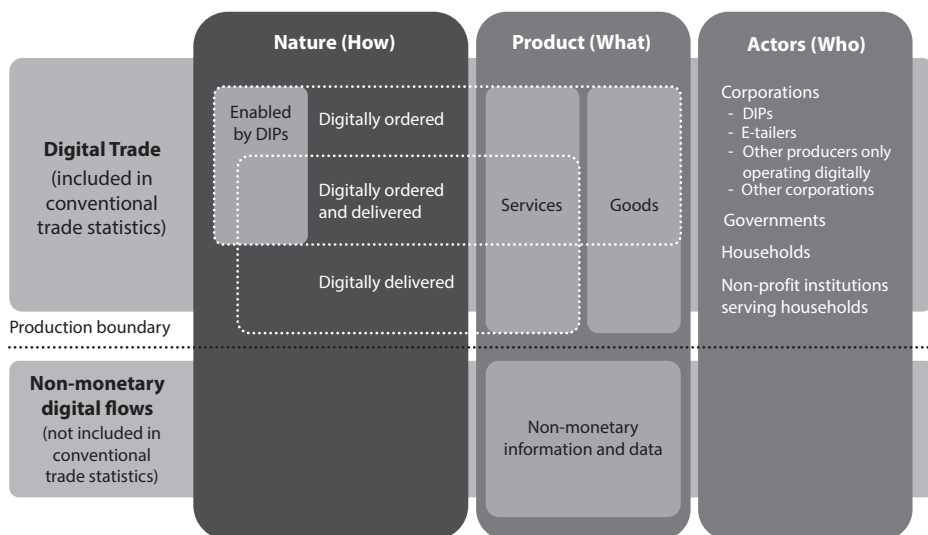 Nature (How)
Product (What)
Actors (Who)
Digital Trade
(included in
conventional
trade statistics)
Enabled
by DIPs
Digitally ordered
Digitally ordered
and delivered
Digitally delivered
Services
Goods
Corporations
- DIPs
- E-tailers
- Other producers only
operating digitally
- Other corporations
Governments
Households
Non-profit institutions
serving households
Production boundary
Non-monetary
digital flows
(not included in
conventional
trade statistics)
Non-monetary
information and data